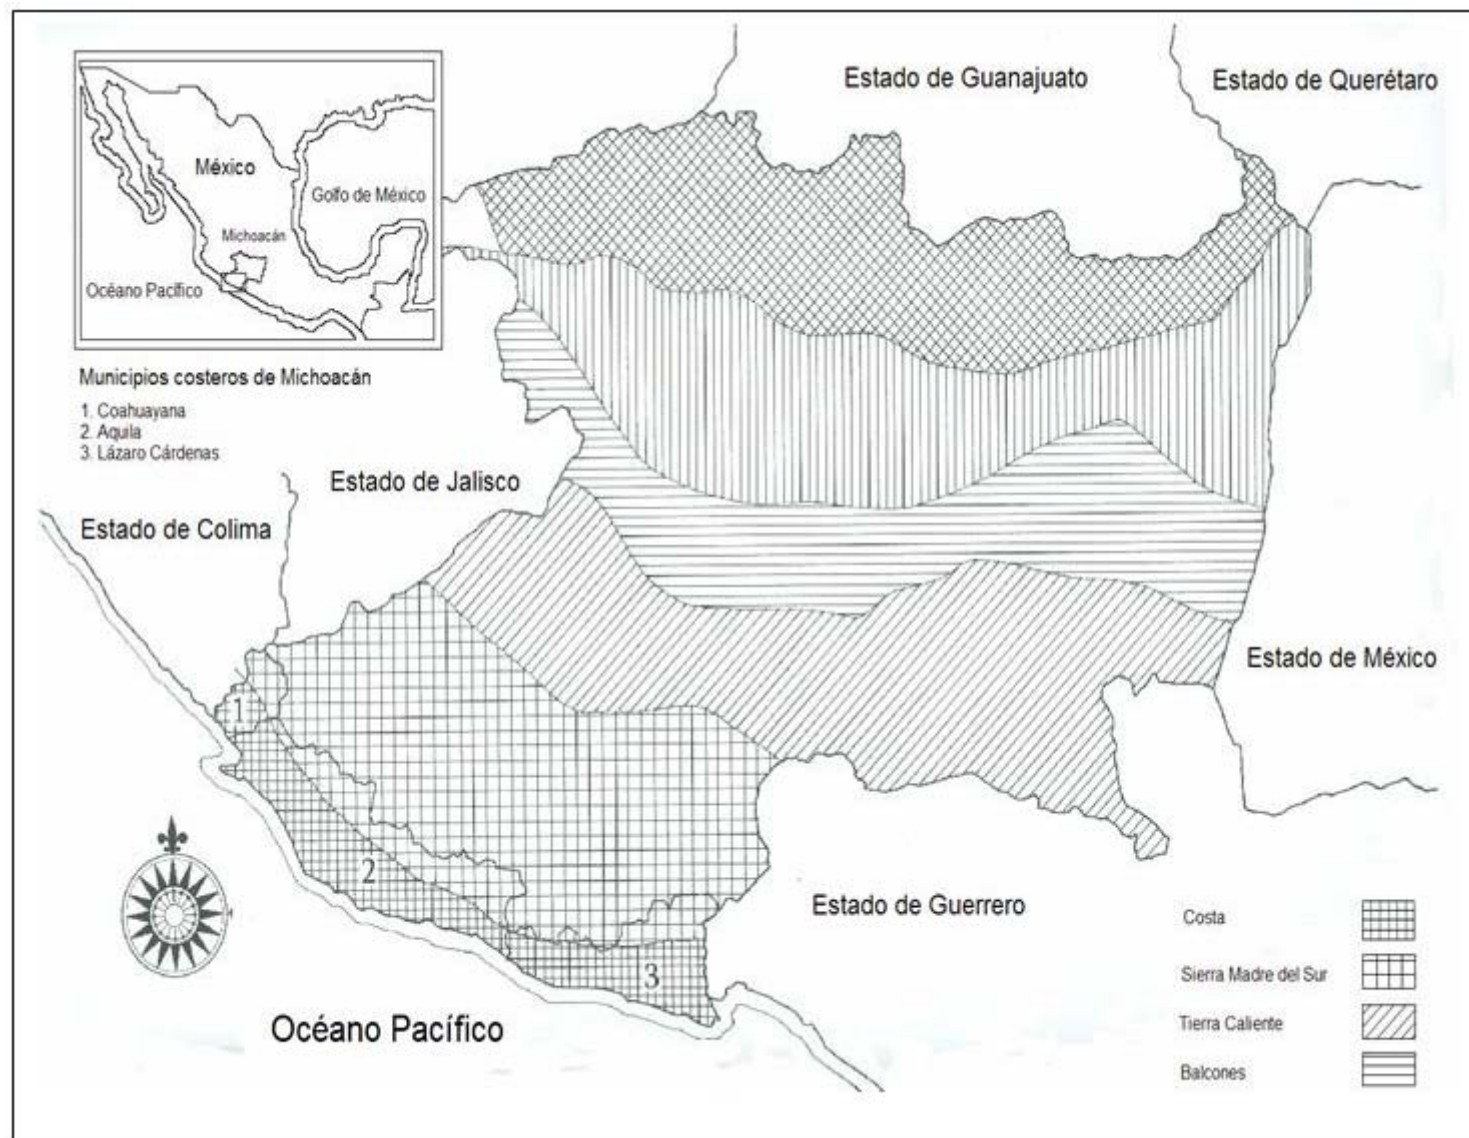 Estado de Guanajuato
Estado de Querétaro
México
Golfo de México
Michoacán
Océano Pacífico
Municipios costeros de Michoacán
1. Coahuayana
2. Aquila
3. Lázaro Cárdenas
Estado de Jalisco
Estado de Colima
Estado de México
1
2
Estado de Guerrero
3
Océano Pacífico
Costa
Sierra Madre del Sur
Tierra Caliente
Balcones